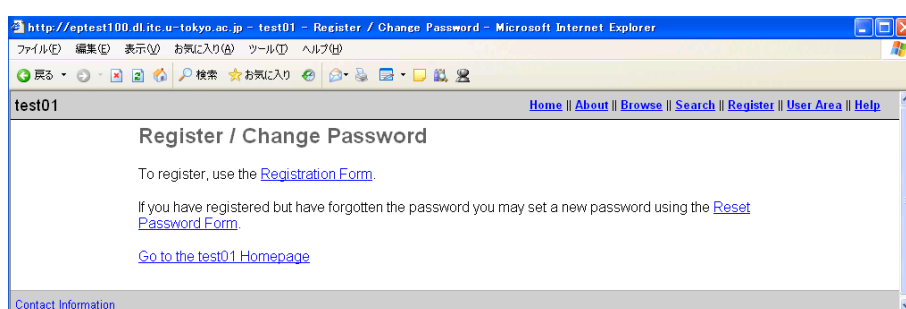 http://eptest100.dl.itc.u-tokyo.ac.jp - test01 - Register / Change Password - Microsoft Internet Explorer
ファイル(F) 編集(E) 表示(V) お気に入り(A) ツール(T) ヘルプ(H)
戻る 検索 お気に入り
test01 Home || About || Browse || Search || Register || User Area || Help
Register / Change Password
To register, use the Registration Form.
If you have registered but have forgotten the password you may set a new password using the Reset
Password Form.
Go to the test01 Homepage
Contact Information